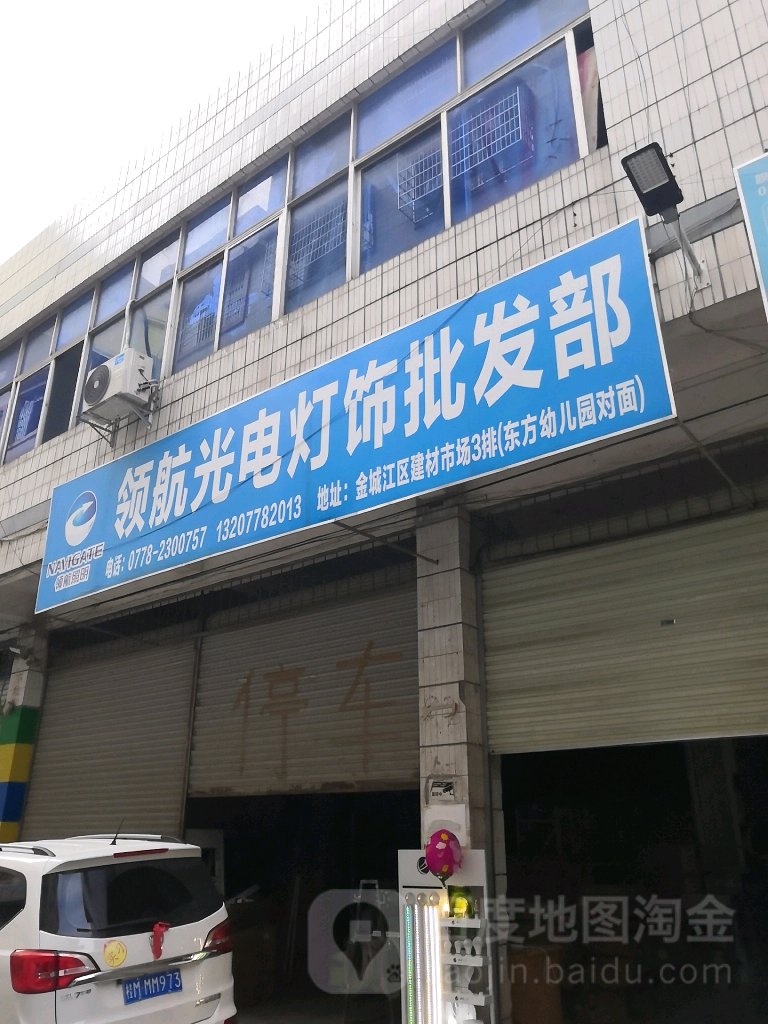 领航光电灯饰批发部
NAVIGATE
领航照明
电话:0778-2300757 13207782013 地址:金城江区建材市场3排(东方幼儿园对面)
停车
桂M MM973
度地图淘金
taojin.baidu.com